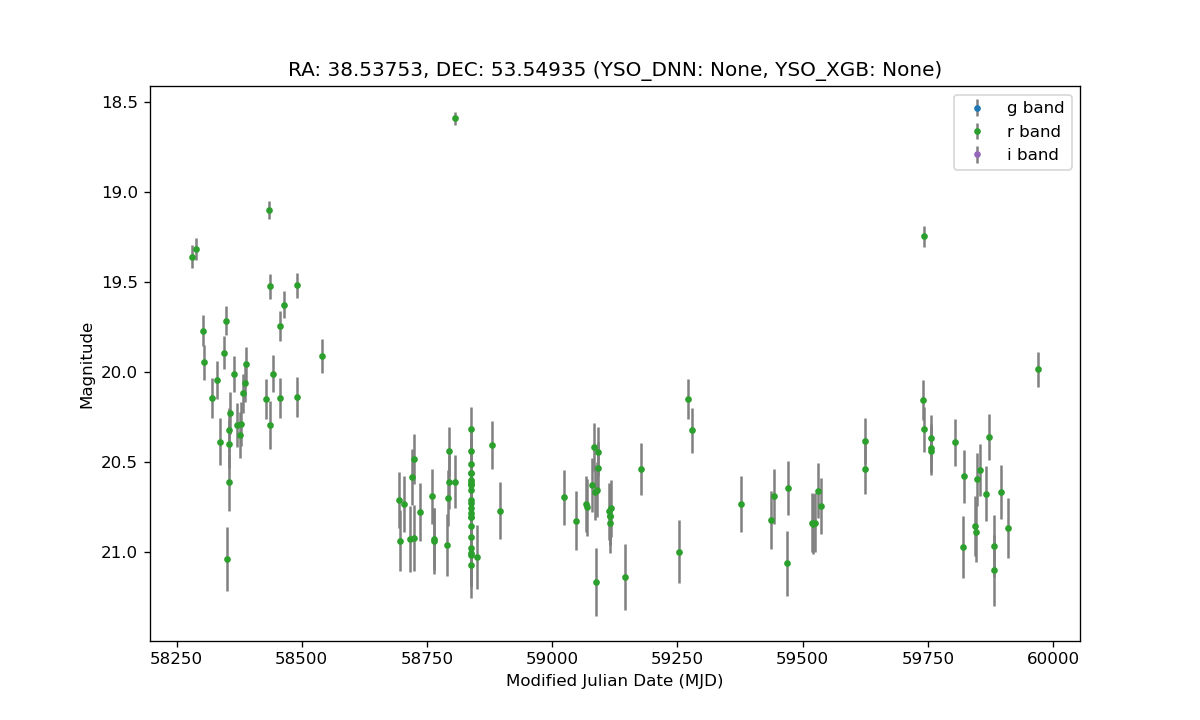 RA: 38.53753, DEC: 53.54935 (YSO_DNN: None, YSO_XGB: None)
g band
r band
i band
18.5
19.0
19.5
20.0
20.5
21.0
Magnitude
58250
58500
58750
59000
59250
59500
59750
60000
Modified Julian Date (MJD)